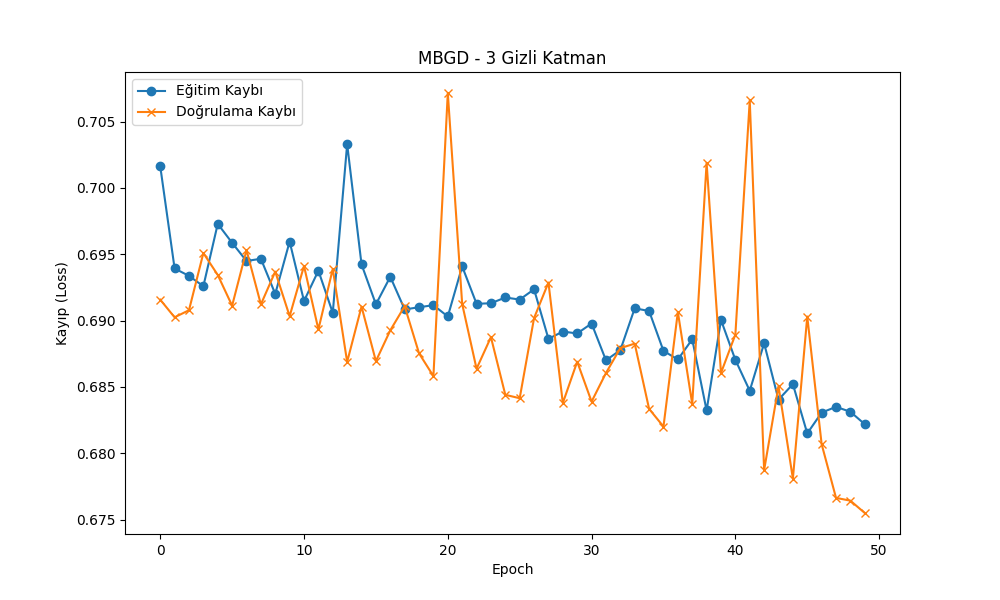 MBGD - 3 Gizli Katman
Eğitim Kaybı
Doğrulama Kaybı
Kayıp (Loss)
0.705
0.700
0.695
0.690
0.685
0.680
0.675
0 10 20 30 40 50
Epoch